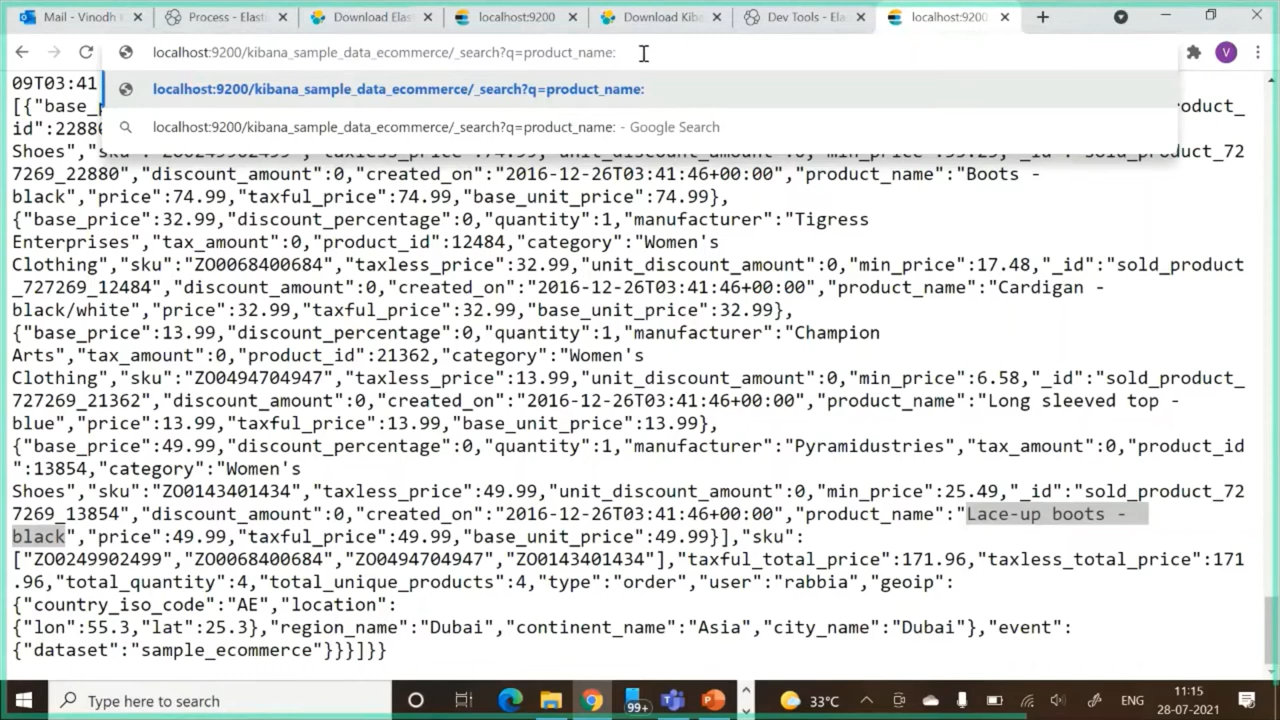 Mail - Vinodh K
Process - Elasti
Download Elas
localhost:9200
Download Kiba
Dev Tools - Ela
localhost:9200
localhost:9200/kibana_sample_data_ecommerce/_search?q=product_name:
V
localhost:9200/kibana_sample_data_ecommerce/_search?q=product_name:
localhost:9200/kibana_sample_data_ecommerce/_search?q=product_name: - Google Search
09T03:41
[{"base_p
roduct_
id":22880
Shoes","sku":"ZO0249902499","taxless_price":74.99,"unit_discount_amount":0,"min_price":35.25,"_id":"sold_product_72
7269_22880","discount_amount":0,"created_on":"2016-12-26T03:41:46+00:00","product_name":"Boots -
black","price":74.99,"taxful_price":74.99,"base_unit_price":74.99},
{"base_price":32.99,"discount_percentage":0,"quantity":1,"manufacturer":"Tigress
Enterprises","tax_amount":0,"product_id":12484,"category":"Women's
Clothing","sku":"ZO0068400684","taxless_price":32.99,"unit_discount_amount":0,"min_price":17.48,"_id":"sold_product
_727269_12484","discount_amount":0,"created_on":"2016-12-26T03:41:46+00:00","product_name":"Cardigan -
black/white","price":32.99,"taxful_price":32.99,"base_unit_price":32.99},
{"base_price":13.99,"discount_percentage":0,"quantity":1,"manufacturer":"Champion
Arts","tax_amount":0,"product_id":21362,"category":"Women's
Clothing","sku":"ZO0494704947","taxless_price":13.99,"unit_discount_amount":0,"min_price":6.58,"_id":"sold_product_
727269_21362","discount_amount":0,"created_on":"2016-12-26T03:41:46+00:00","product_name":"Long sleeved top -
blue","price":13.99,"taxful_price":13.99,"base_unit_price":13.99},
{"base_price":49.99,"discount_percentage":0,"quantity":1,"manufacturer":"Pyramidustries","tax_amount":0,"product_id
":13854,"category":"Women's
Shoes","sku":"ZO0143401434","taxless_price":49.99,"unit_discount_amount":0,"min_price":25.49,"_id":"sold_product_72
7269_13854","discount_amount":0,"created_on":"2016-12-26T03:41:46+00:00","product_name":"Lace-up boots -
black","price":49.99,"taxful_price":49.99,"base_unit_price":49.99}],"sku":
["ZO0249902499","ZO0068400684","ZO0494704947","ZO0143401434"],"taxful_total_price":171.96,"taxless_total_price":171
.96,"total_quantity":4,"total_unique_products":4,"type":"order","user":"rabbia","geoip":
{"country_iso_code":"AE","location":
{"lon":55.3,"lat":25.3},"region_name":"Dubai","continent_name":"Asia","city_name":"Dubai"},"event":
{"dataset":"sample_ecommerce"}}}]}}
Type here to search
99+
33°C
ENG
11:15
28-07-2021